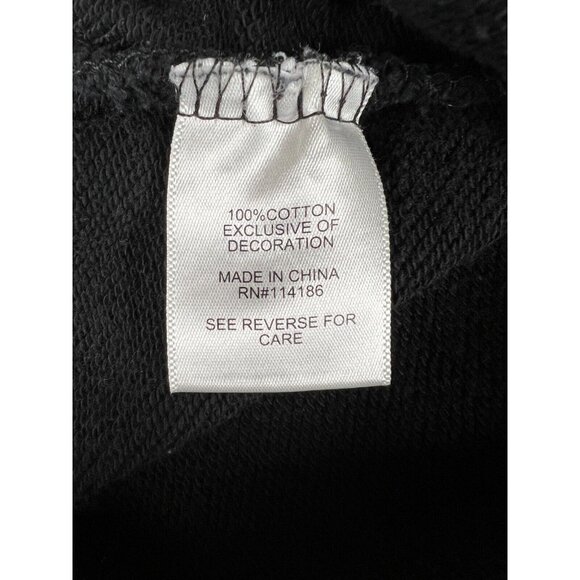 100%COTTON
EXCLUSIVE OF
DECORATION
MADE IN CHINA
RN#114186
SEE REVERSE FOR
CARE